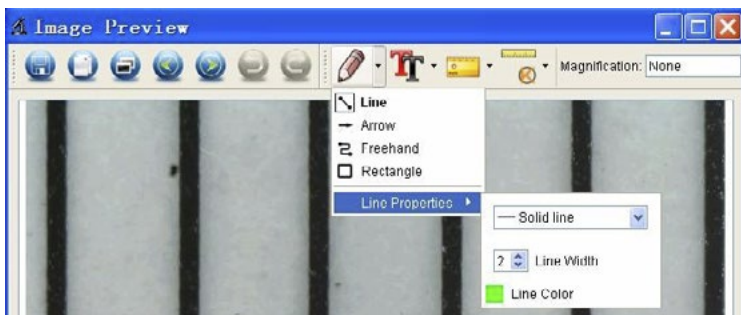 Image Preview
Magnification: None
Line
Arrow
Freehand
Rectangle
Line Properties
Solid line
2 Line Width
Line Color